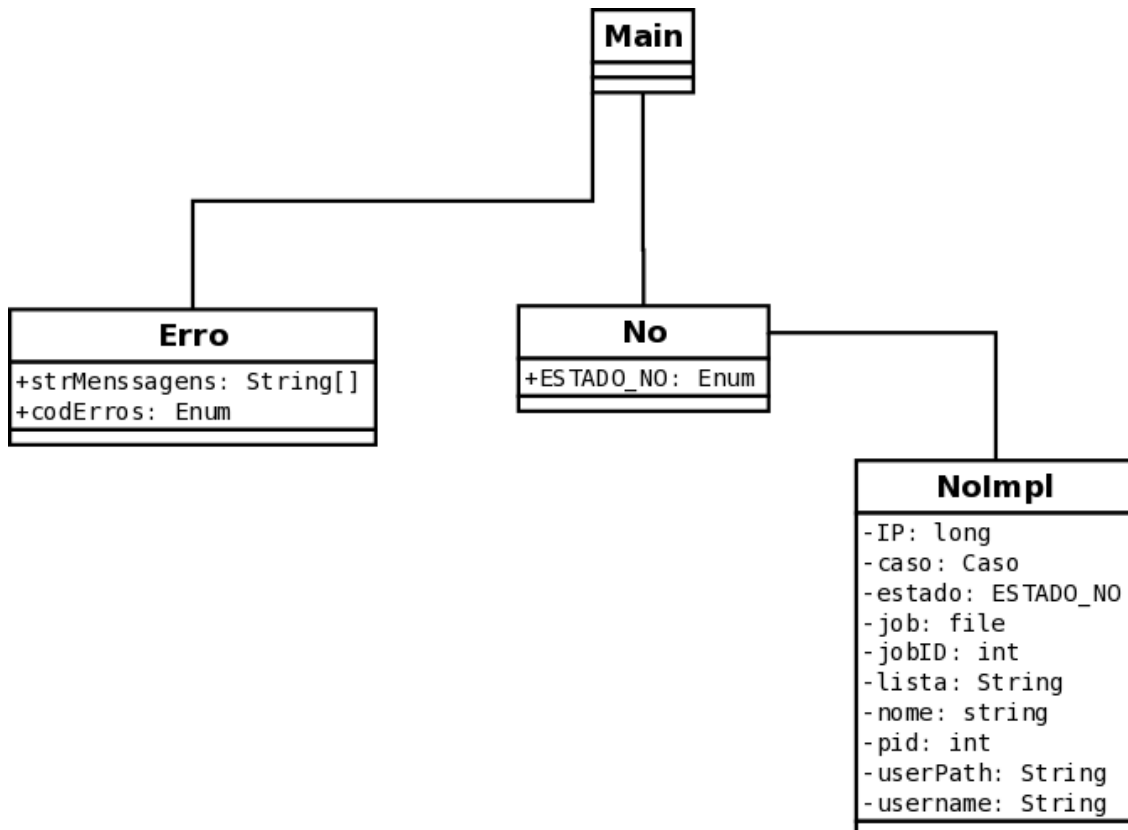 Main
Erro
+strMenssagens: String[]
+codErros: Enum
No
+ESTADO_NO: Enum
NoImpl
-IP: long
-caso: Caso
-estado: ESTADO_NO
-job: file
-jobID: int
-lista: String
-nome: string
-pid: int
-userPath: String
-username: String